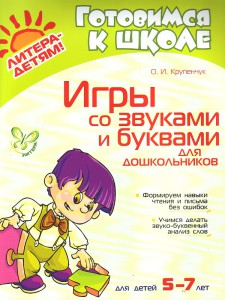 ГОТОВИМСЯ
К ШКОЛЕ
ЛИТЕРА-
ДЕТЯМ!
О. И. Крупенчук
ИГРЫ
СО ЗВУКАМИ
И БУКВАМИ
ДЛЯ
ДОШКОЛЬНИКОВ
Литера
• Формируем навыки
чтения и письма
без ошибок
• Учимся делать
звуко-буквенный
анализ слов
для детей 5–7 лет